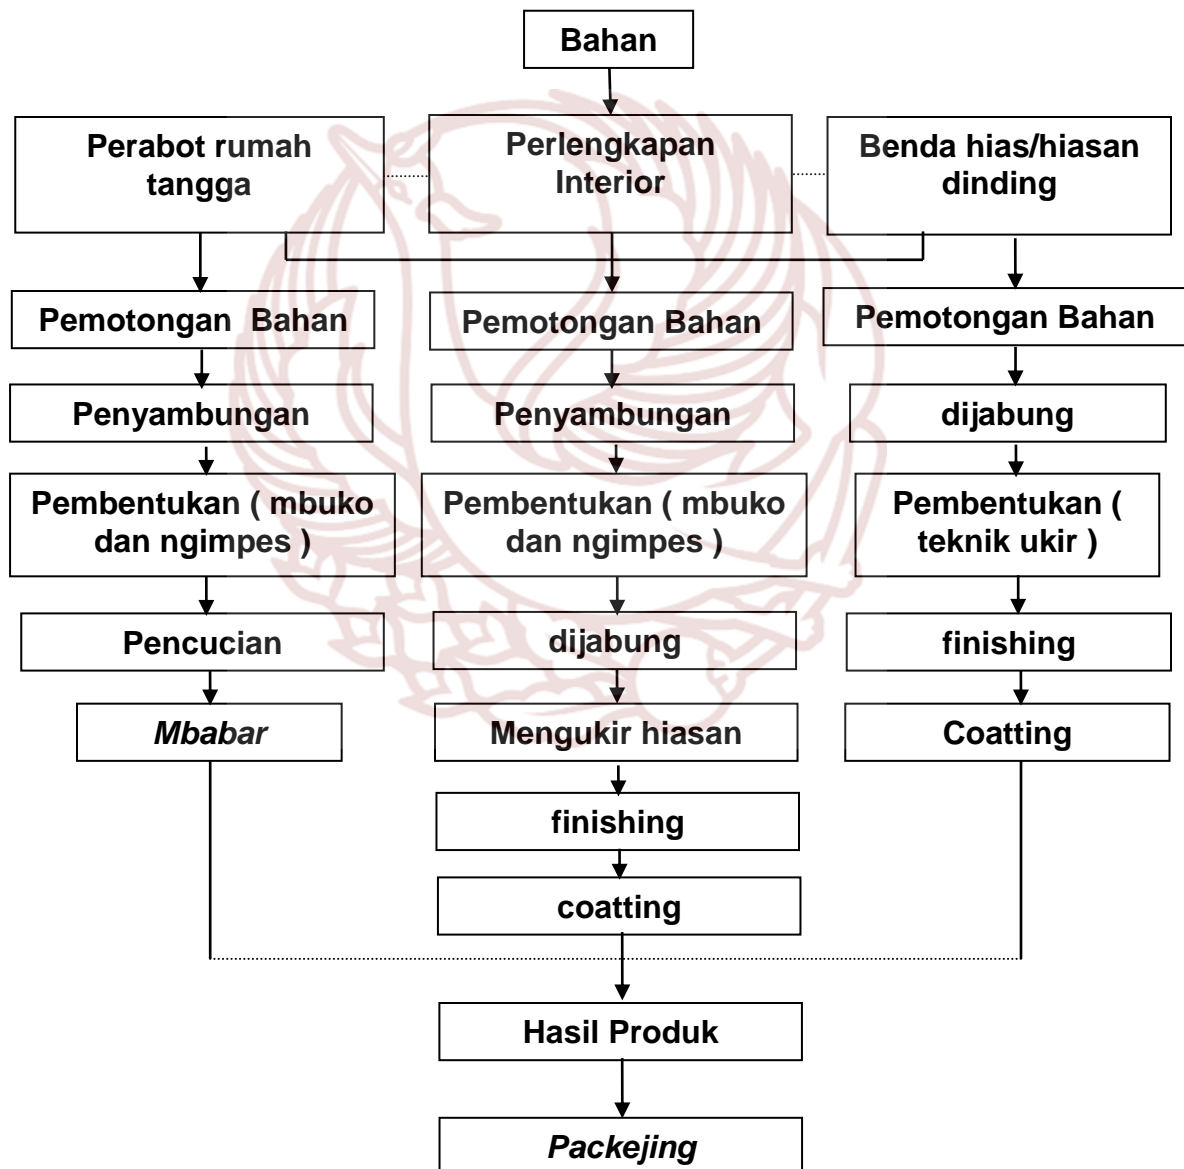 Bahan
Perabot rumah
tangga
Perlengkapan
Interior
Benda hias/hiasan
dinding
Pemotongan  Bahan
Pemotongan Bahan
Pemotongan Bahan
Penyambungan
Penyambungan
dijabung
Pembentukan ( mbuko
dan ngimpes )
Pembentukan ( mbuko
dan ngimpes )
Pembentukan (
teknik ukir )
Pencucian
dijabung
finishing
Mbabar
Mengukir hiasan
Coatting
finishing
coatting
Hasil Produk
Packejing